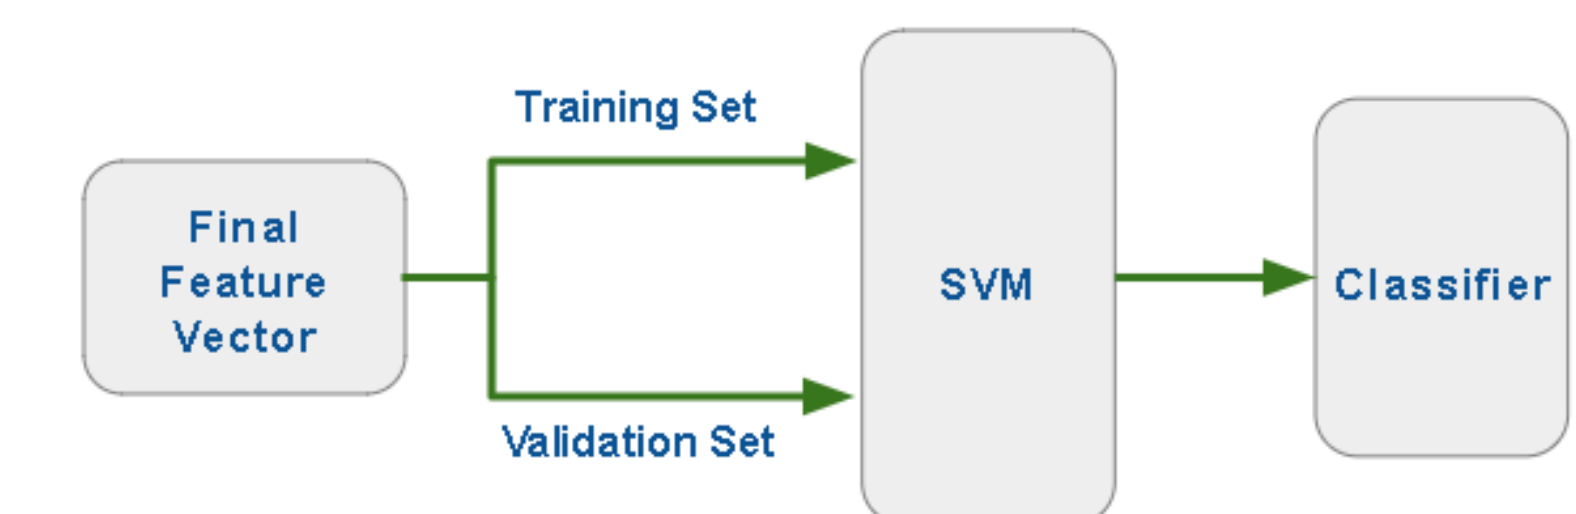 Training Set
Final
Feature
Vector
SVM
Classifier
Validation Set